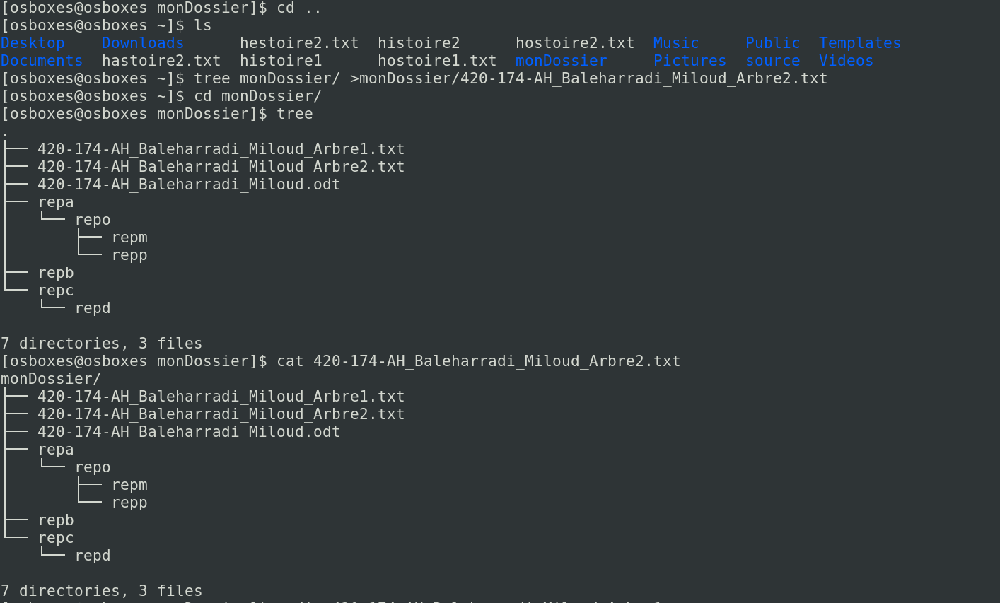 [osboxes@osboxes monDossier]$ cd ..
[osboxes@osboxes ~]$ ls
Desktop    Downloads      hestoire2.txt  histoire2      hostoire2.txt  Music     Public  Templates
Documents  hastoire2.txt  histoire1      hostoire1.txt  monDossier     Pictures  source  Videos
[osboxes@osboxes ~]$ tree monDossier/ >monDossier/420-174-AH_Baleharradi_Miloud_Arbre2.txt
[osboxes@osboxes ~]$ cd monDossier/
[osboxes@osboxes monDossier]$ tree
.
├── 420-174-AH_Baleharradi_Miloud_Arbre1.txt
├── 420-174-AH_Baleharradi_Miloud_Arbre2.txt
├── 420-174-AH_Baleharradi_Miloud.odt
├── repa
│   └── repo
│       ├── repm
│       └── repp
├── repb
└── repc
    └── repd
7 directories, 3 files
[osboxes@osboxes monDossier]$ cat 420-174-AH_Baleharradi_Miloud_Arbre2.txt
monDossier/
├── 420-174-AH_Baleharradi_Miloud_Arbre1.txt
├── 420-174-AH_Baleharradi_Miloud_Arbre2.txt
├── 420-174-AH_Baleharradi_Miloud.odt
├── repa
│   └── repo
│       ├── repm
│       └── repp
├── repb
└── repc
    └── repd
7 directories, 3 files